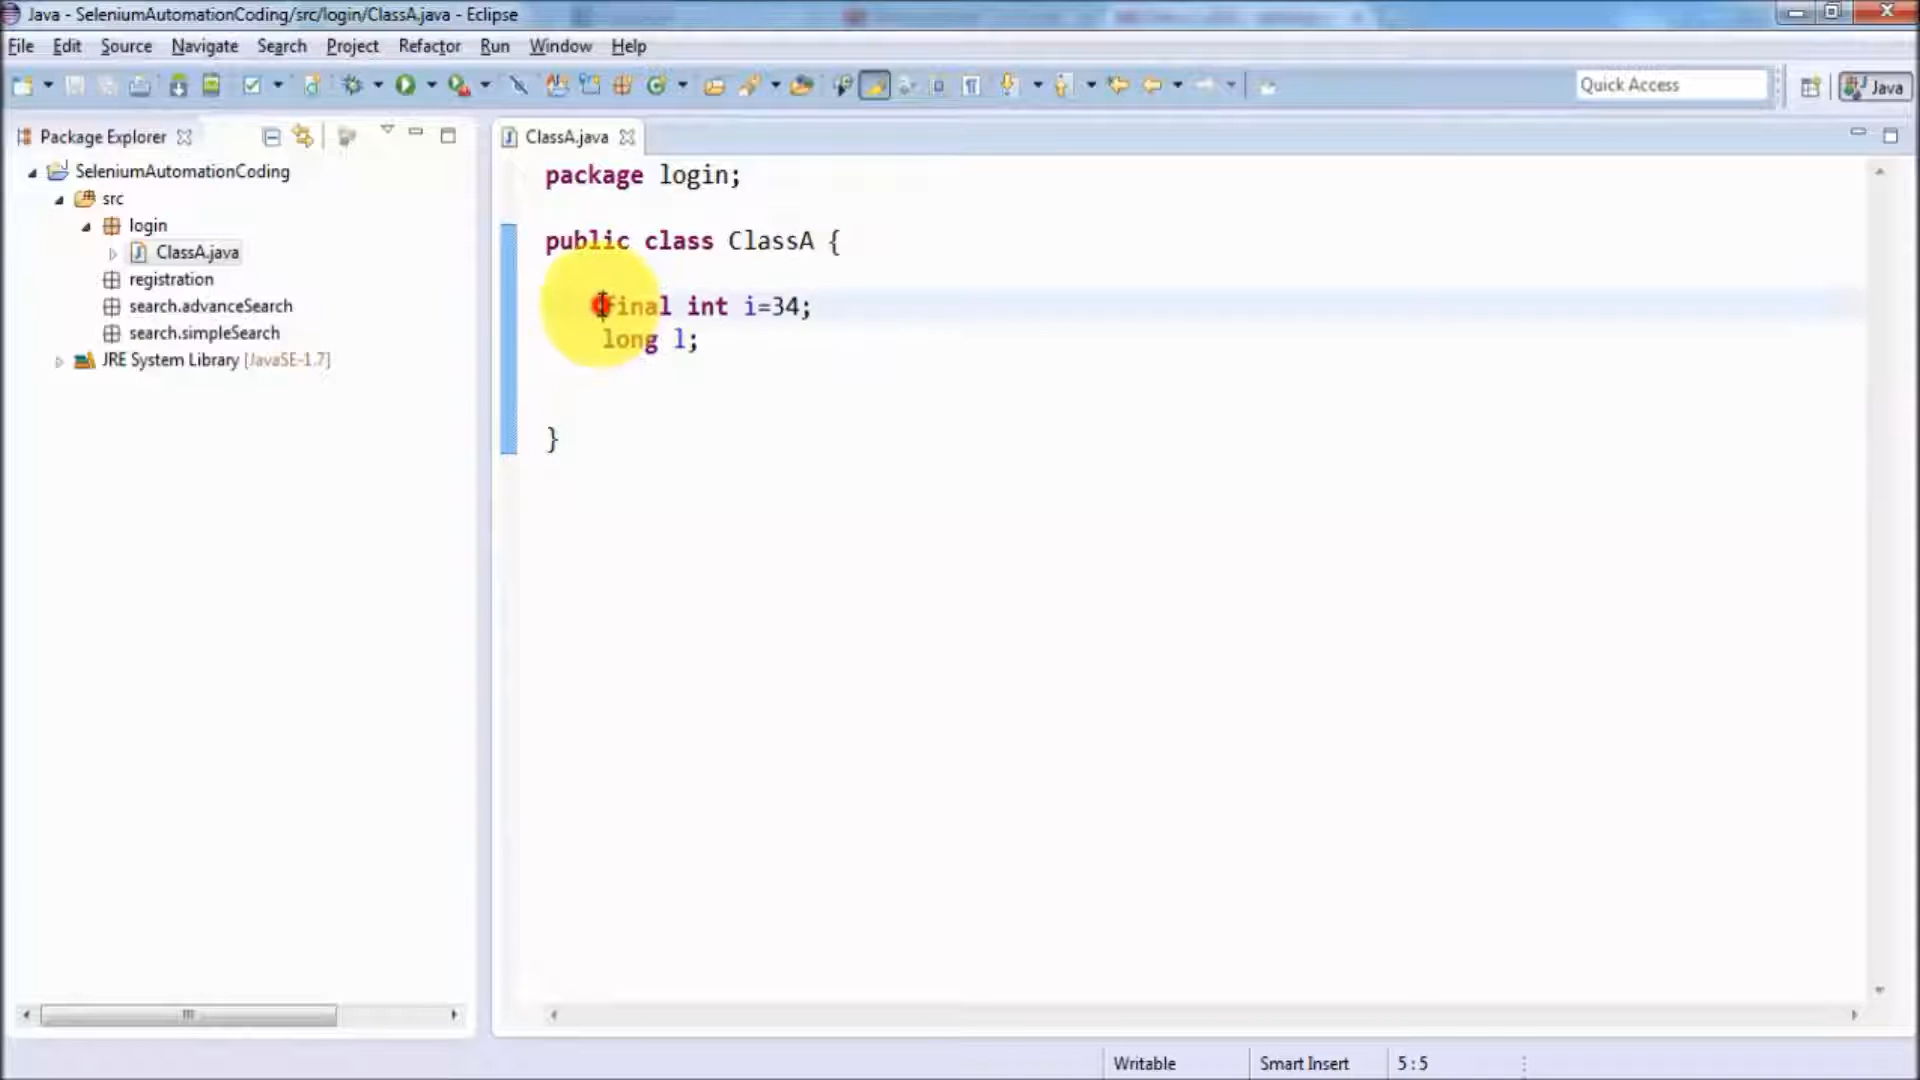 Java - SeleniumAutomationCoding/src/login/ClassA.java - Eclipse
File Edit Source Navigate Search Project Refactor Run Window Help
Quick Access
Java
Package Explorer
SeleniumAutomationCoding
src
login
ClassA.java
registration
search.advanceSearch
search.simpleSearch
JRE System Library [JavaSE-1.7]
ClassA.java
package login;
public class ClassA {
final int i=34;
long l;
}
Writable
Smart Insert
5 : 5